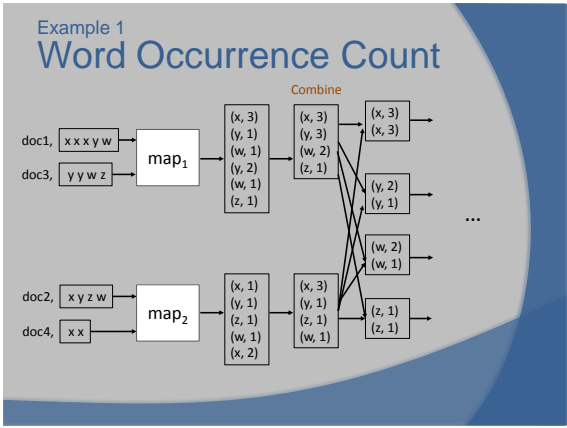 Example 1
Word Occurrence Count
Combine
doc1, x x x y w
doc3, y y w z
map1
(x, 3)
(y, 1)
(w, 1)
(y, 2)
(w, 1)
(z, 1)
(x, 3)
(y, 3)
(w, 2)
(z, 1)
(x, 3)
(x, 3)
(y, 2)
(y, 1)
...
(w, 2)
(w, 1)
(z, 1)
(z, 1)
doc2, x y z w
doc4, x x
map2
(x, 1)
(y, 1)
(z, 1)
(w, 1)
(x, 2)
(x, 3)
(y, 1)
(z, 1)
(w, 1)